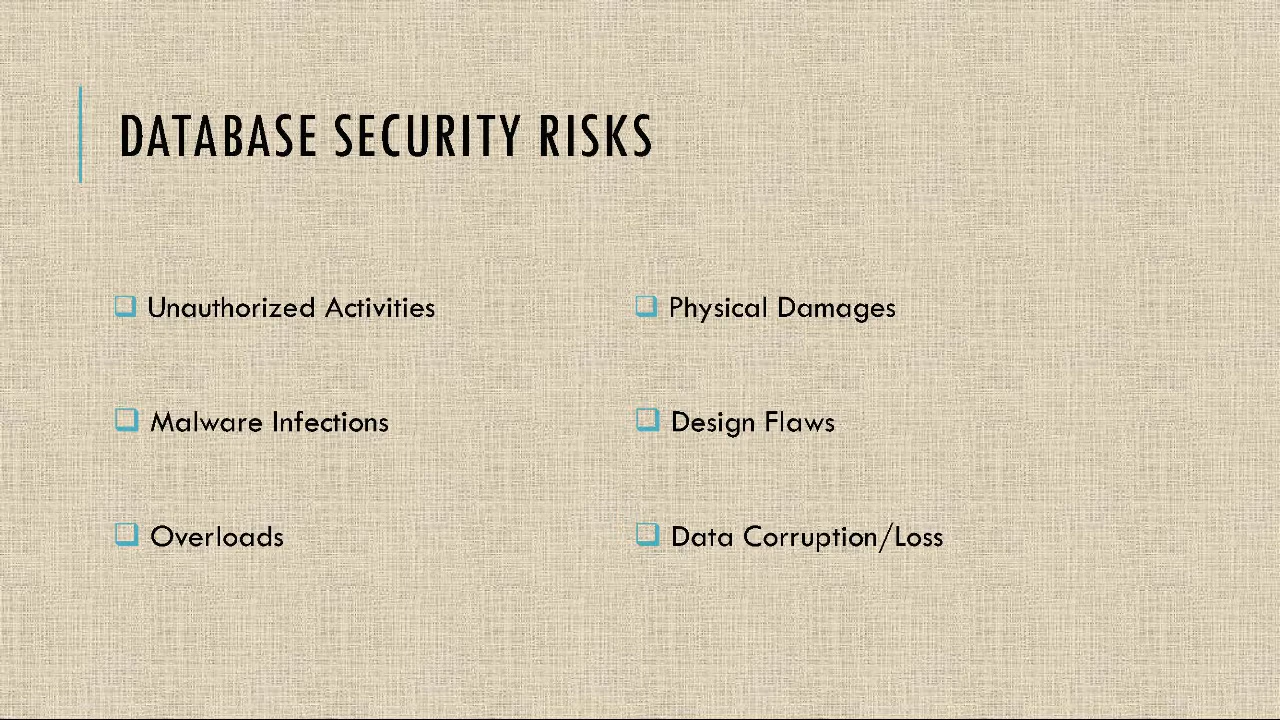 DATABASE SECURITY RISKS
Unauthorized Activities
Malware Infections
Overloads
Physical Damages
Design Flaws
Data Corruption/Loss